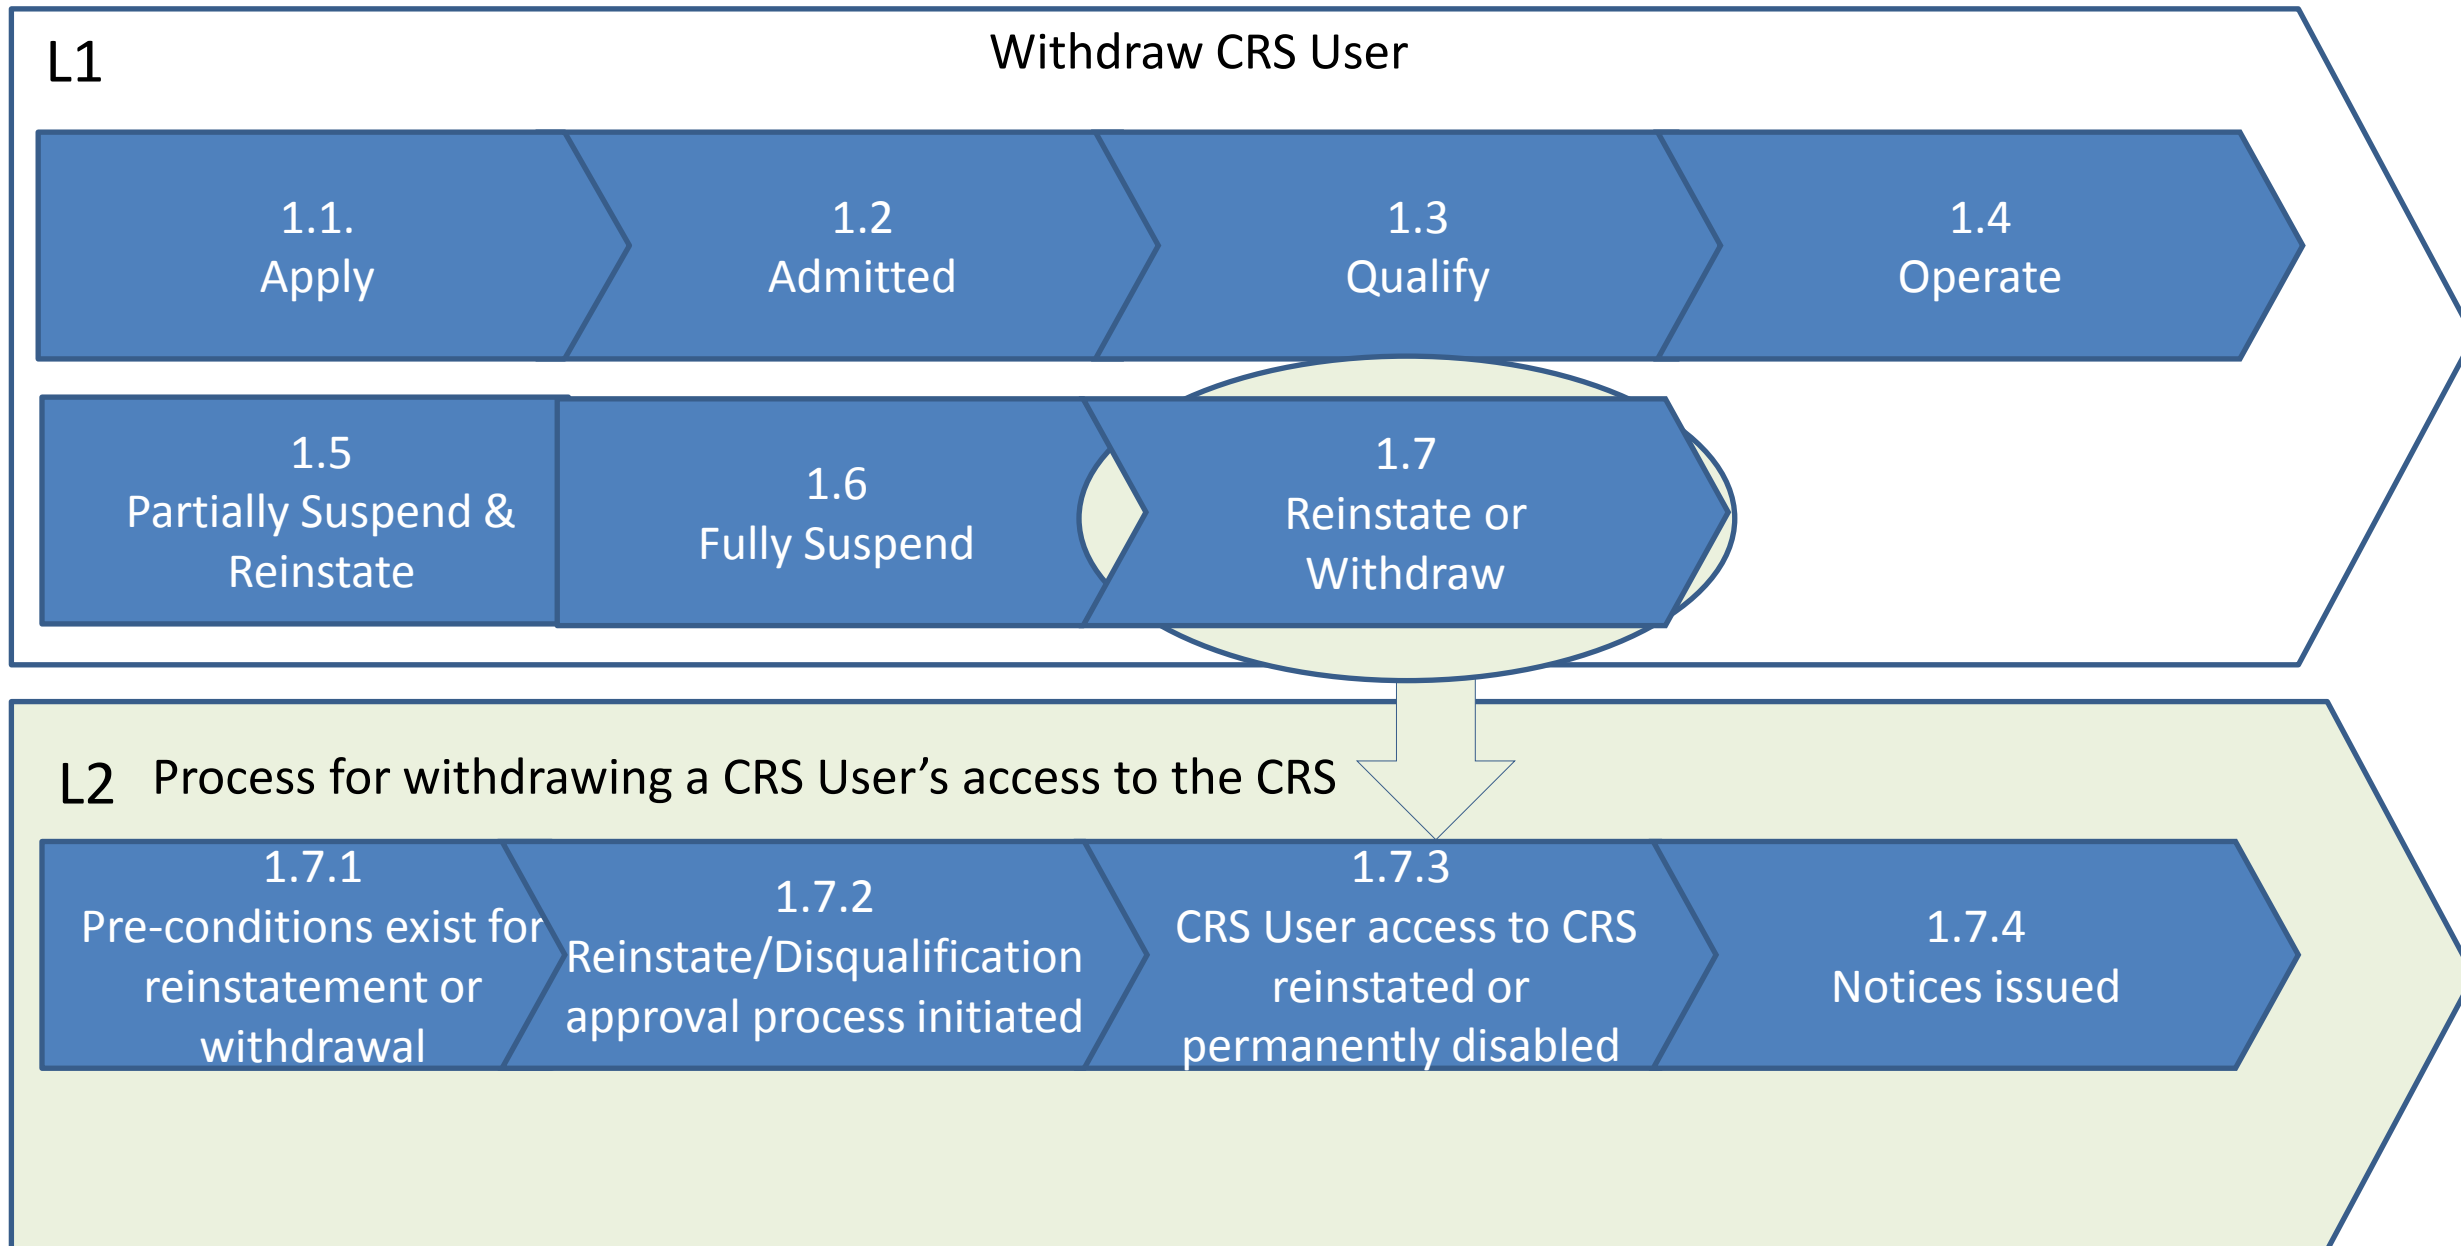 L1
Withdraw CRS User
1.1.
Apply
1.2
Admitted
1.3
Qualify
1.4
Operate
1.5
Partially Suspend &
Reinstate
1.6
Fully Suspend
1.7
Reinstate or
Withdraw
L2 Process for withdrawing a CRS User’s access to the CRS
1.7.1
Pre-conditions exist for
reinstatement or
withdrawal
1.7.2
Reinstate/Disqualification
approval process initiated
1.7.3
CRS User access to CRS
reinstated or
permanently disabled
1.7.4
Notices issued